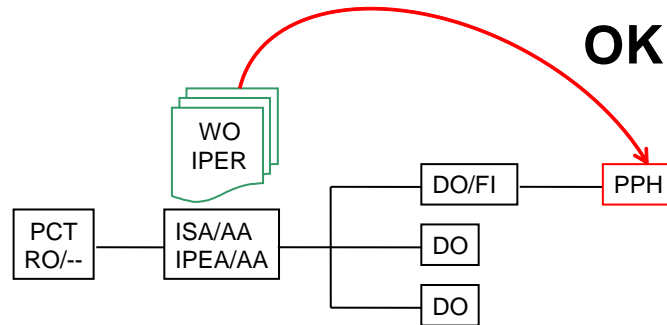 OK
WO
IPER
DO/FI
PPH
PCT
RO/--
ISA/AA
IPEA/AA
DO
DO